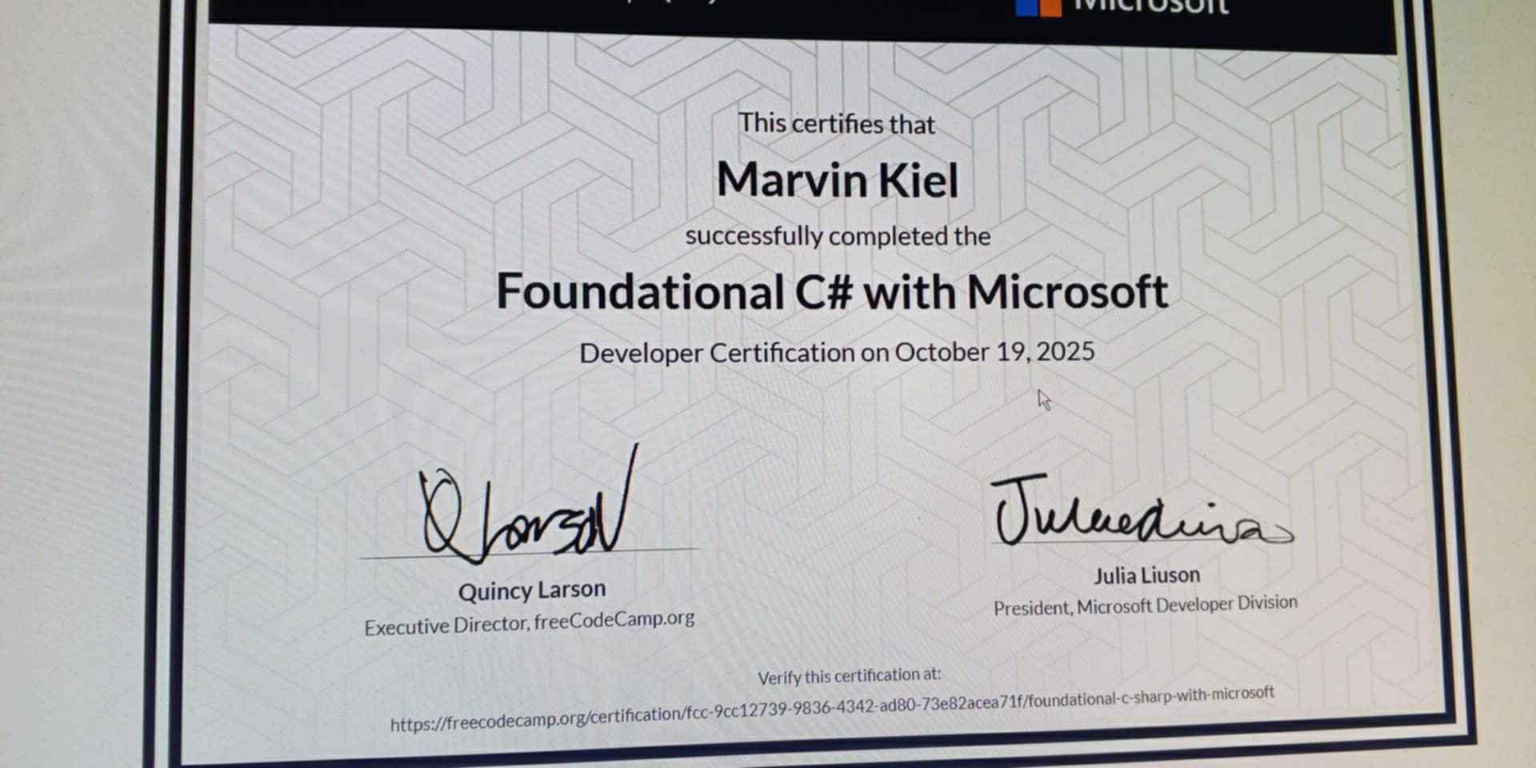 Microsoft
This certifies that
Marvin Kiel
successfully completed the
Foundational C# with Microsoft
Developer Certification on October 19, 2025
Quincy Larson
Executive Director, freeCodeCamp.org
Julia Liuson
President, Microsoft Developer Division
Verify this certification at:
https://freecodecamp.org/certification/fcc-9cc12739-9836-4342-ad80-73e82acea71f/foundational-c-sharp-with-microsoft